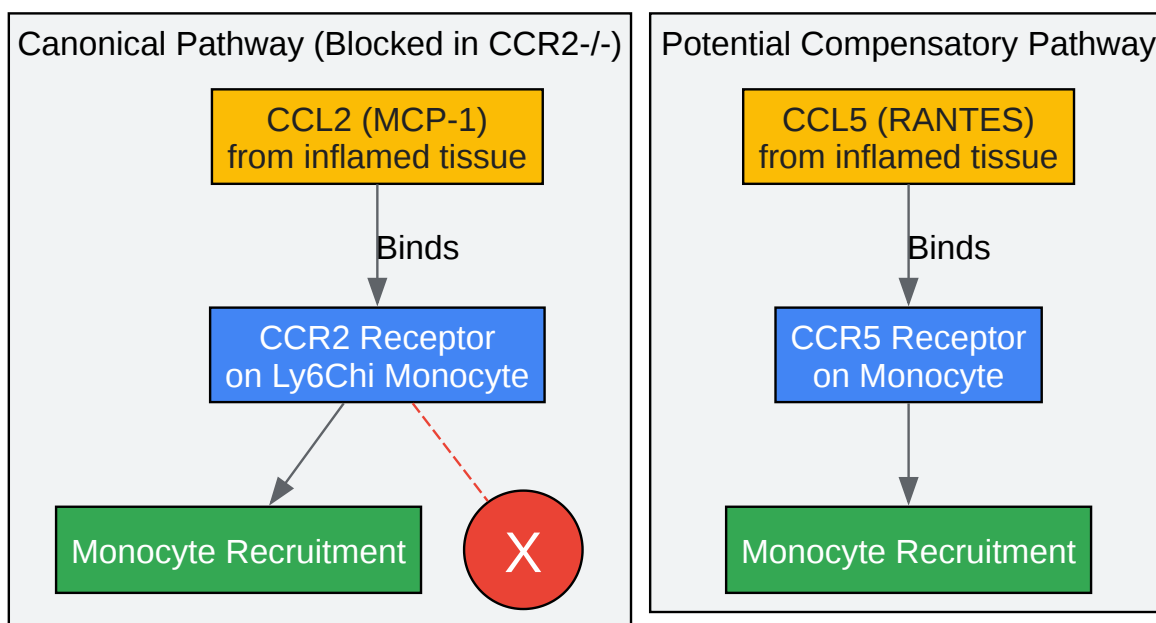 Canonical Pathway (Blocked in CCR2-/-)
CCL2 (MCP-1)
from inflamed tissue
Binds
CCR2 Receptor
on Ly6Chi Monocyte
Monocyte Recruitment
X
Potential Compensatory Pathway
CCL5 (RANTES)
from inflamed tissue
Binds
CCR5 Receptor
on Monocyte
Monocyte Recruitment